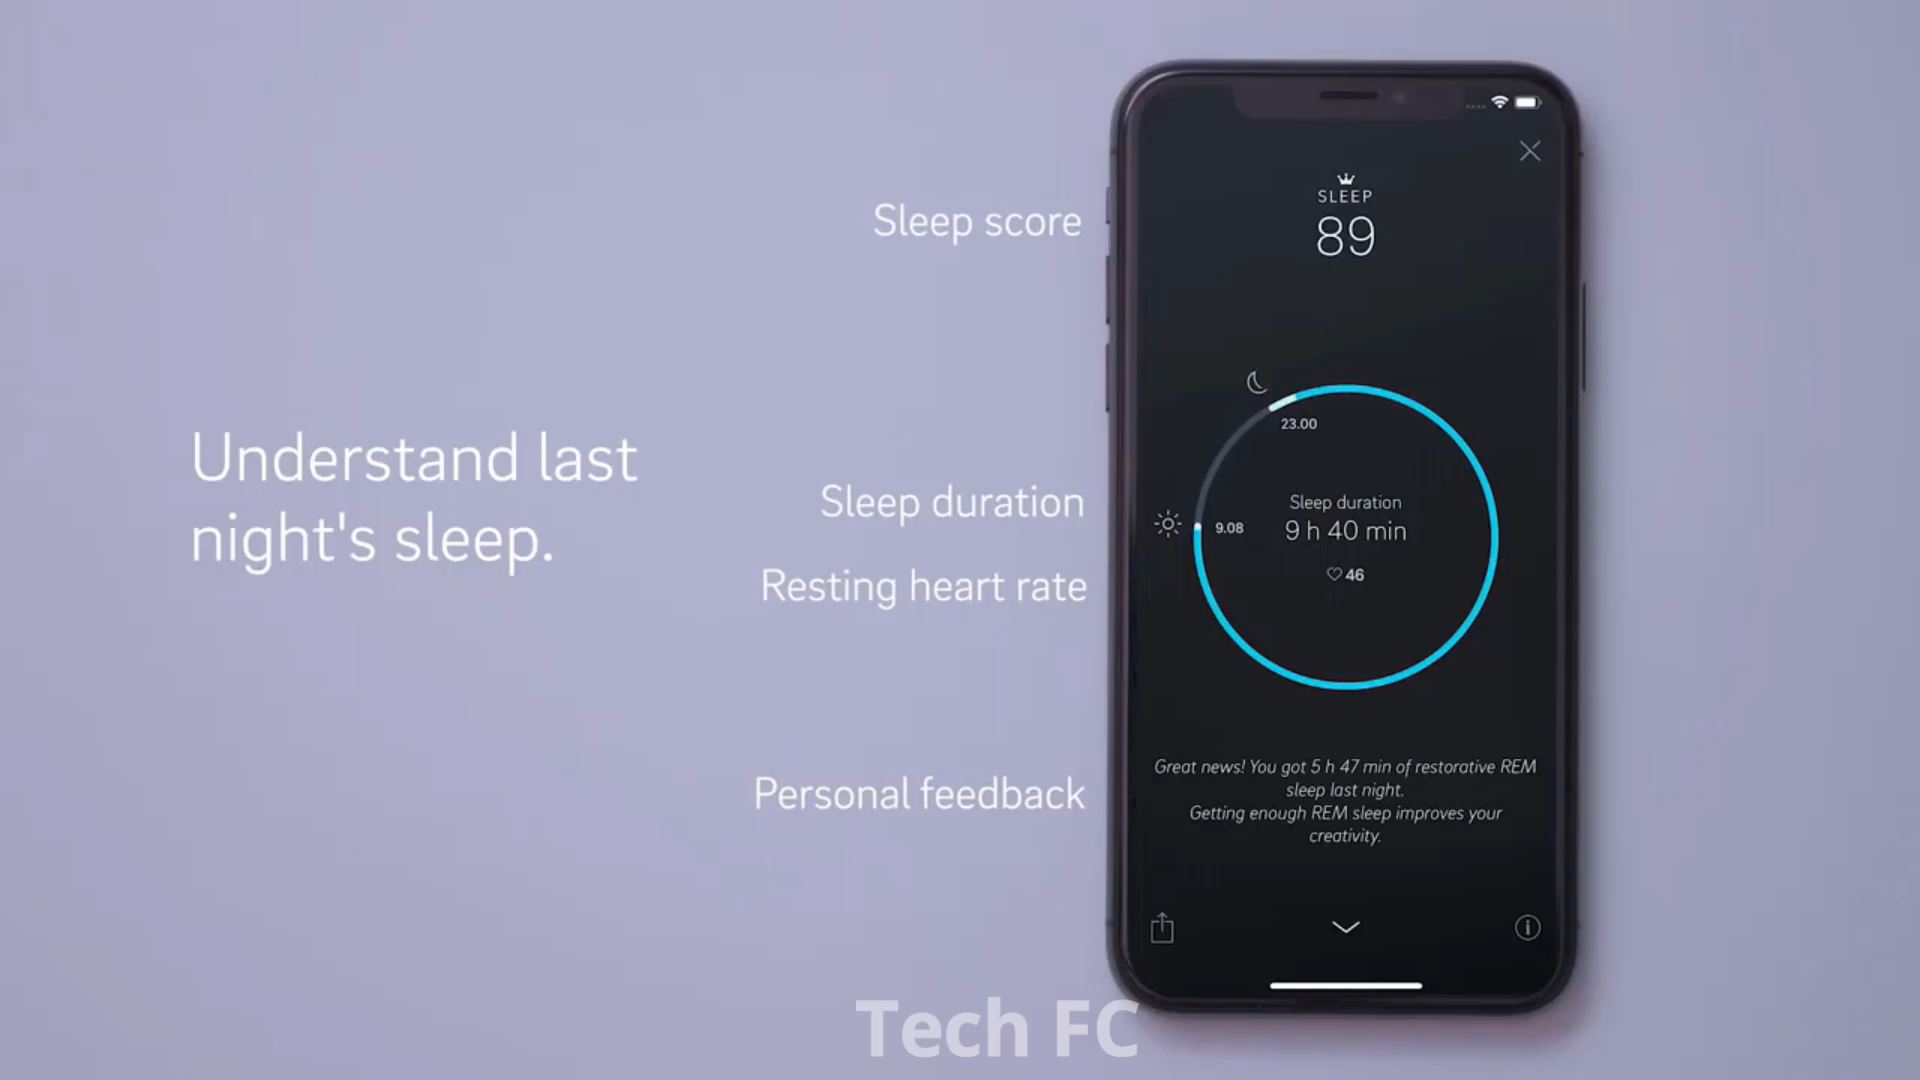 Understand last
night's sleep.
Sleep score
Sleep duration
Resting heart rate
Personal feedback
SLEEP
89
23.00
9.08
Sleep duration
9 h 40 min
46
Great news! You got 5 h 47 min of restorative REM
sleep last night.
Getting enough REM sleep improves your
creativity.
Tech FC